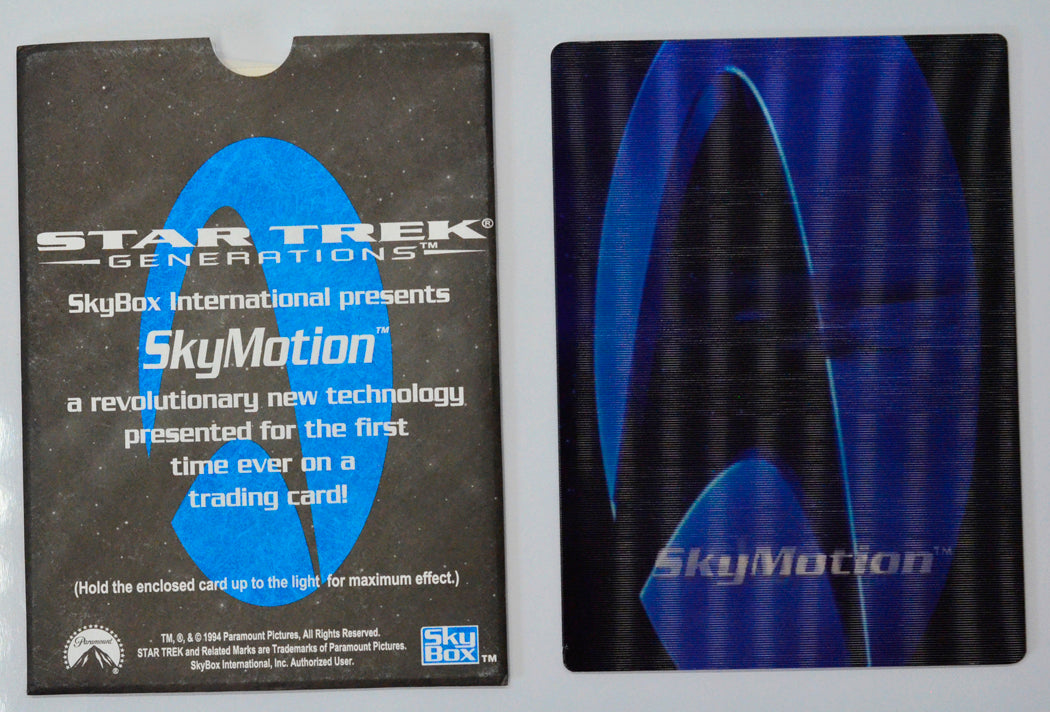 STAR TREK®
GENERATIONS™
SkyBox International presents
SkyMotion™
a revolutionary new technology
presented for the first
time ever on a
trading card!
(Hold the enclosed card up to the light for maximum effect.)
Paramount
®
TM, ®, & © 1994 Paramount Pictures, All Rights Reserved.
STAR TREK and Related Marks are Trademarks of Paramount Pictures.
SkyBox International, Inc. Authorized User.
Sky
Box TM
SkyMotion™